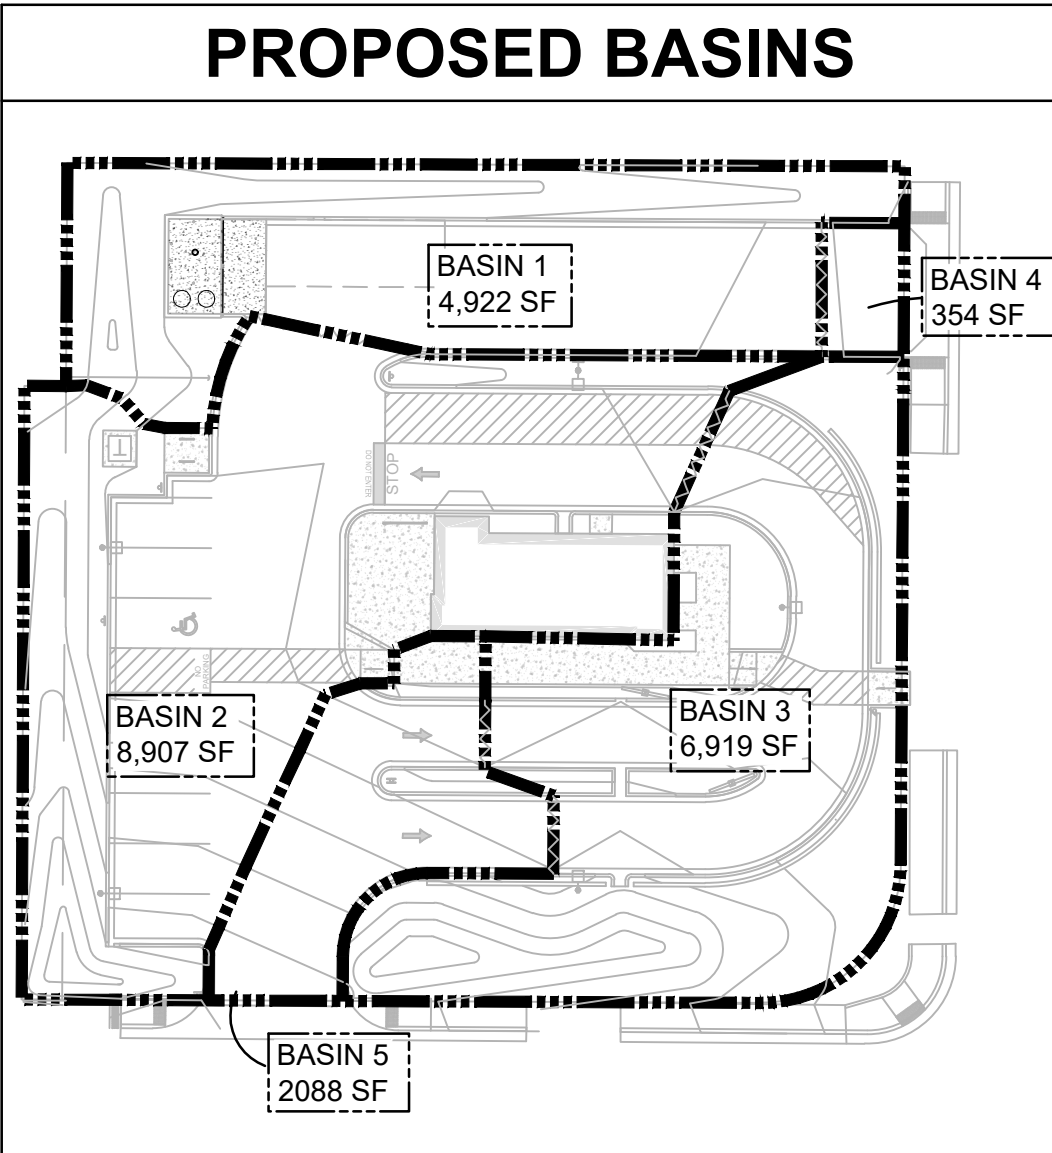 PROPOSED BASINS
BASIN 1
4,922 SF
BASIN 4
354 SF
DO NOT ENTER
STOP
NO
PARKING
BASIN 2
8,907 SF
BASIN 3
6,919 SF
BASIN 5
2088 SF